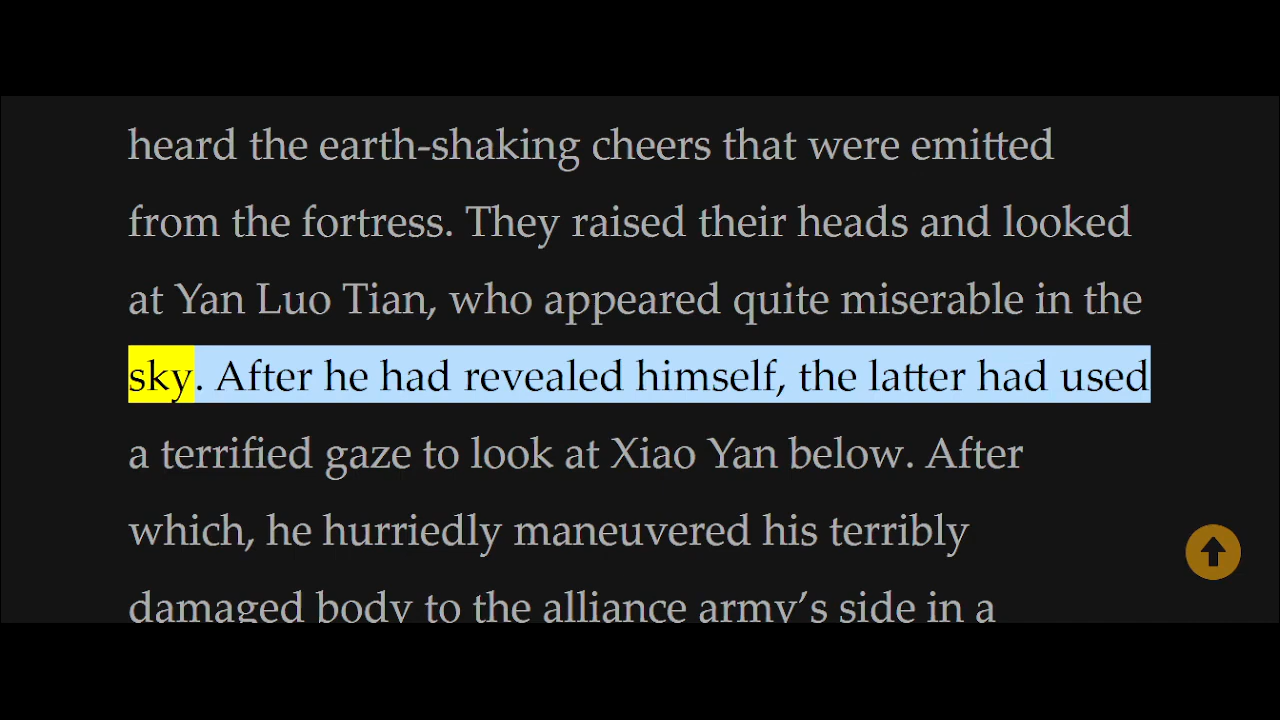 heard the earth-shaking cheers that were emitted
from the fortress. They raised their heads and looked
at Yan Luo Tian, who appeared quite miserable in the
sky. After he had revealed himself, the latter had used
a terrified gaze to look at Xiao Yan below. After
which, he hurriedly maneuvered his terribly
damaged body to the alliance army’s side in a